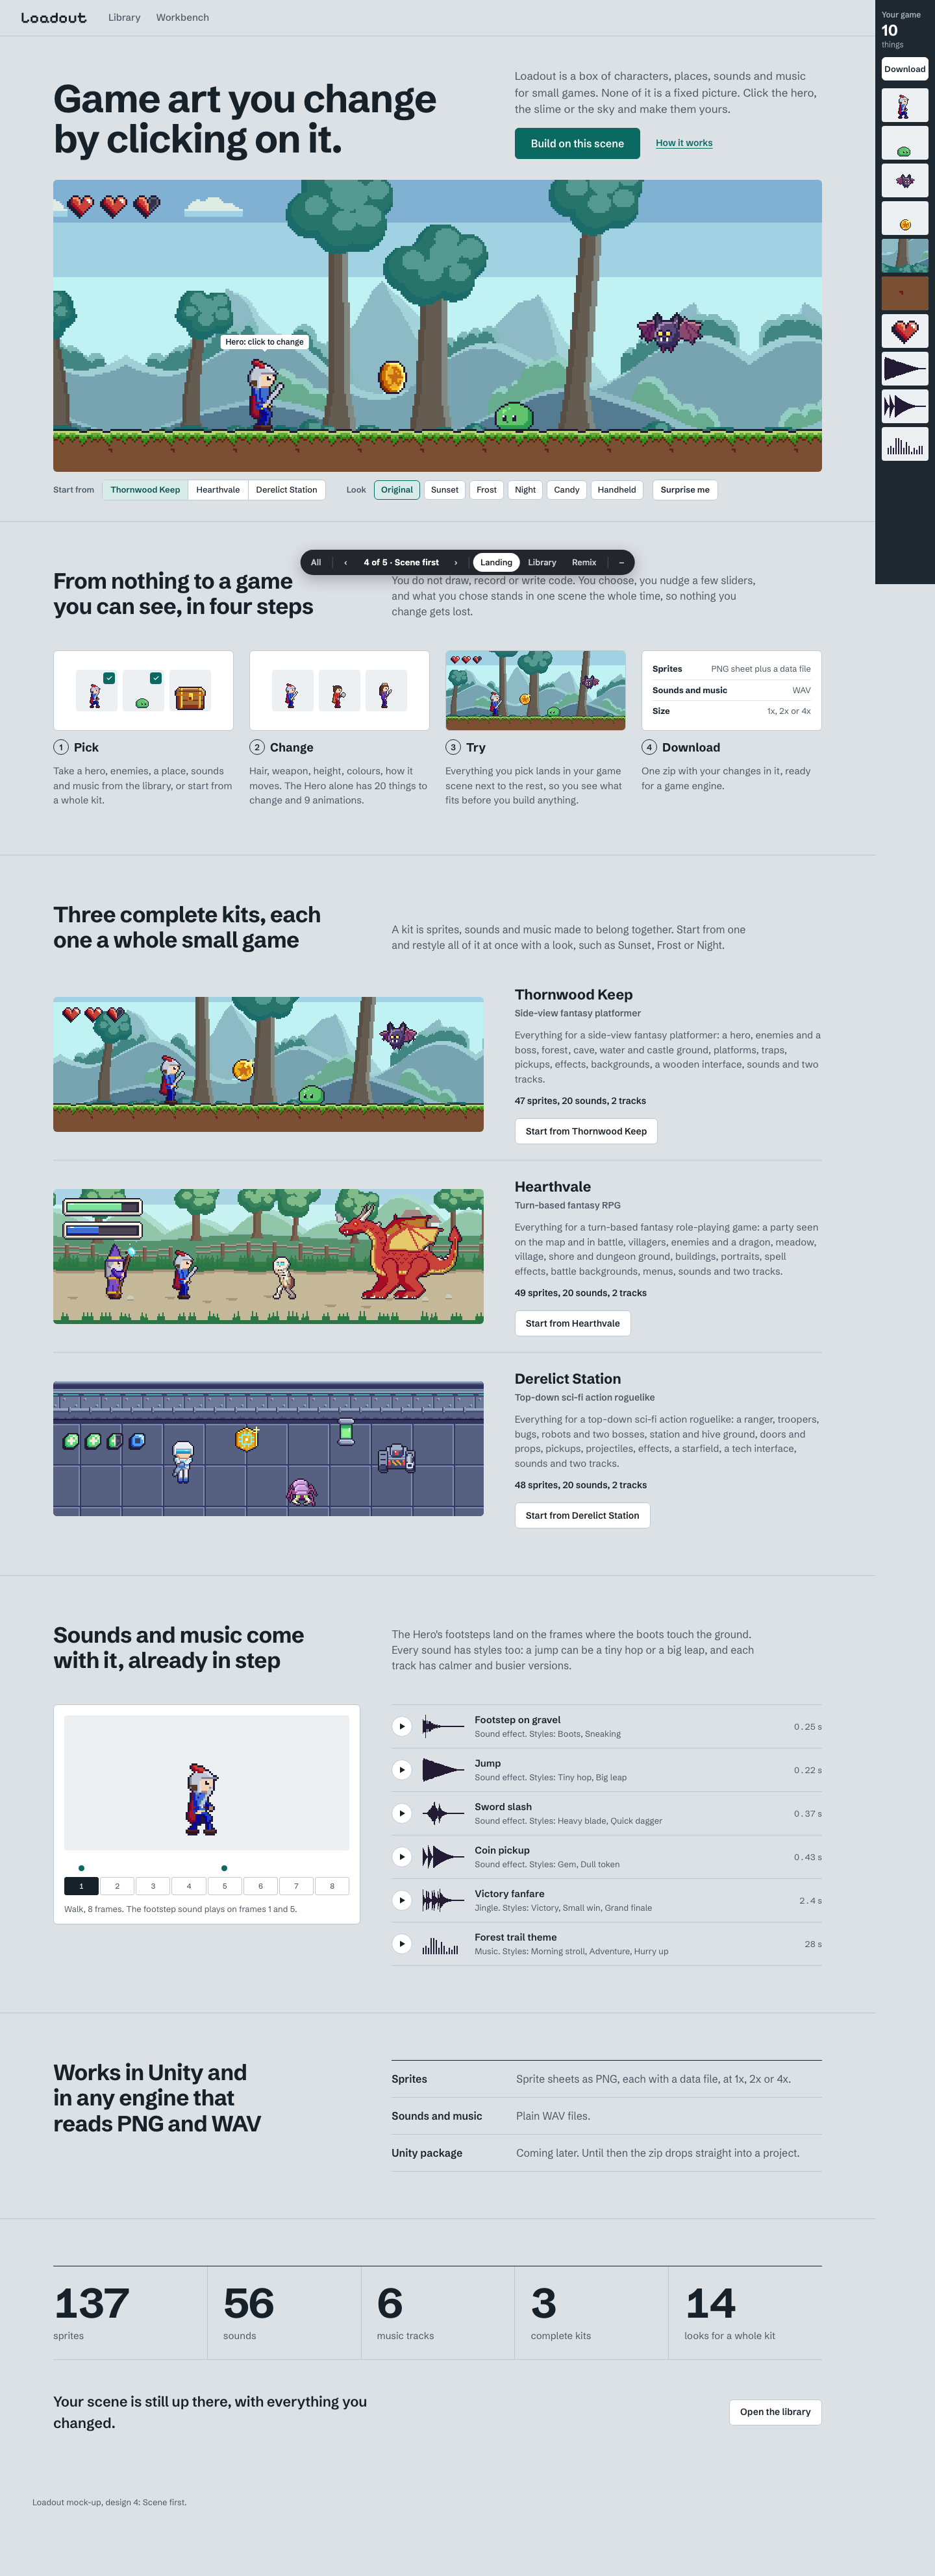 Loadout
Library
Workbench
Your game
10
things
Download
Game art you change
by clicking on it.
Loadout is a box of characters, places, sounds and music
for small games. None of it is a fixed picture. Click the hero,
the slime or the sky and make them yours.
Build on this scene
How it works
Hero: click to change
Start from
Thornwood Keep
Hearthvale
Derelict Station
Look
Original
Sunset
Frost
Night
Candy
Handheld
Surprise me
All
‹
4 of 5 · Scene first
›
Landing
Library
Remix
–
From nothing to a game
you can see, in four steps
You do not draw, record or write code. You choose, you nudge a few sliders,
and what you chose stands in one scene the whole time, so nothing you
change gets lost.
Sprites PNG sheet plus a data file
Sounds and music WAV
Size 1x, 2x or 4x
1 Pick
Take a hero, enemies, a place, sounds
and music from the library, or start from
a whole kit.
2 Change
Hair, weapon, height, colours, how it
moves. The Hero alone has 20 things to
change and 9 animations.
3 Try
Everything you pick lands in your game
scene next to the rest, so you see what
fits before you build anything.
4 Download
One zip with your changes in it, ready
for a game engine.
Three complete kits, each
one a whole small game
A kit is sprites, sounds and music made to belong together. Start from one
and restyle all of it at once with a look, such as Sunset, Frost or Night.
Thornwood Keep
Side-view fantasy platformer
Everything for a side-view fantasy platformer: a hero, enemies and a
boss, forest, cave, water and castle ground, platforms, traps,
pickups, effects, backgrounds, a wooden interface, sounds and two
tracks.
47 sprites, 20 sounds, 2 tracks
Start from Thornwood Keep
Hearthvale
Turn-based fantasy RPG
Everything for a turn-based fantasy role-playing game: a party seen
on the map and in battle, villagers, enemies and a dragon, meadow,
village, shore and dungeon ground, buildings, portraits, spell
effects, battle backgrounds, menus, sounds and two tracks.
49 sprites, 20 sounds, 2 tracks
Start from Hearthvale
Derelict Station
Top-down sci-fi action roguelike
Everything for a top-down sci-fi action roguelike: a ranger, troopers,
bugs, robots and two bosses, station and hive ground, doors and
props, pickups, projectiles, effects, a starfield, a tech interface,
sounds and two tracks.
48 sprites, 20 sounds, 2 tracks
Start from Derelict Station
Sounds and music come
with it, already in step
The Hero's footsteps land on the frames where the boots touch the ground.
Every sound has styles too: a jump can be a tiny hop or a big leap, and each
track has calmer and busier versions.
1 2 3 4 5 6 7 8
Walk, 8 frames. The footstep sound plays on frames 1 and 5.
Footstep on gravel
Sound effect. Styles: Boots, Sneaking
0.25 s
Jump
Sound effect. Styles: Tiny hop, Big leap
0.22 s
Sword slash
Sound effect. Styles: Heavy blade, Quick dagger
0.37 s
Coin pickup
Sound effect. Styles: Gem, Dull token
0.43 s
Victory fanfare
Jingle. Styles: Victory, Small win, Grand finale
2.4 s
Forest trail theme
Music. Styles: Morning stroll, Adventure, Hurry up
28 s
Works in Unity and
in any engine that
reads PNG and WAV
Sprites Sprite sheets as PNG, each with a data file, at 1x, 2x or 4x.
Sounds and music Plain WAV files.
Unity package Coming later. Until then the zip drops straight into a project.
137
sprites
56
sounds
6
music tracks
3
complete kits
14
looks for a whole kit
Your scene is still up there, with everything you
changed.
Open the library
Loadout mock-up, design 4: Scene first.